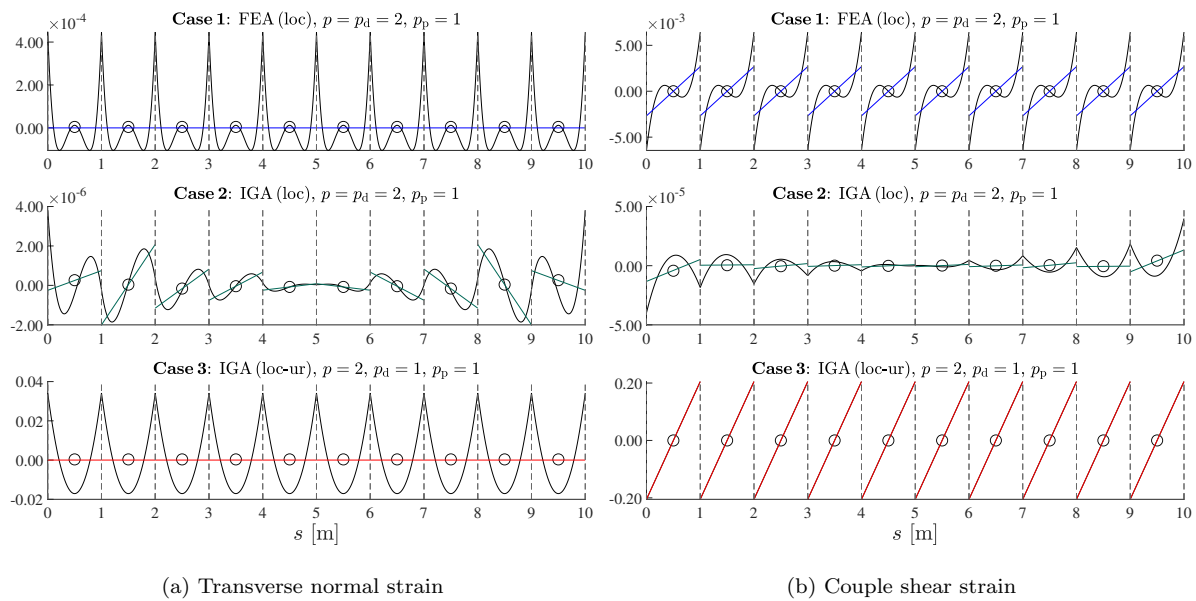 Case 1: FEA (loc), p = p_d = 2, p_p = 1
×10⁻⁴
4.00
2.00
0.00
0 1 2 3 4 5 6 7 8 9 10
Case 2: IGA (loc), p = p_d = 2, p_p = 1
×10⁻⁶
4.00
2.00
0.00
-2.00
0 1 2 3 4 5 6 7 8 9 10
Case 3: IGA (loc-ur), p = 2, p_d = 1, p_p = 1
0.04
0.02
0.00
-0.02
0 1 2 3 4 5 6 7 8 9 10
s [m]
(a) Transverse normal strain
Case 1: FEA (loc), p = p_d = 2, p_p = 1
×10⁻³
5.00
0.00
-5.00
0 1 2 3 4 5 6 7 8 9 10
Case 2: IGA (loc), p = p_d = 2, p_p = 1
×10⁻⁵
5.00
0.00
-5.00
0 1 2 3 4 5 6 7 8 9 10
Case 3: IGA (loc-ur), p = 2, p_d = 1, p_p = 1
0.20
0.00
-0.20
0 1 2 3 4 5 6 7 8 9 10
s [m]
(b) Couple shear strain